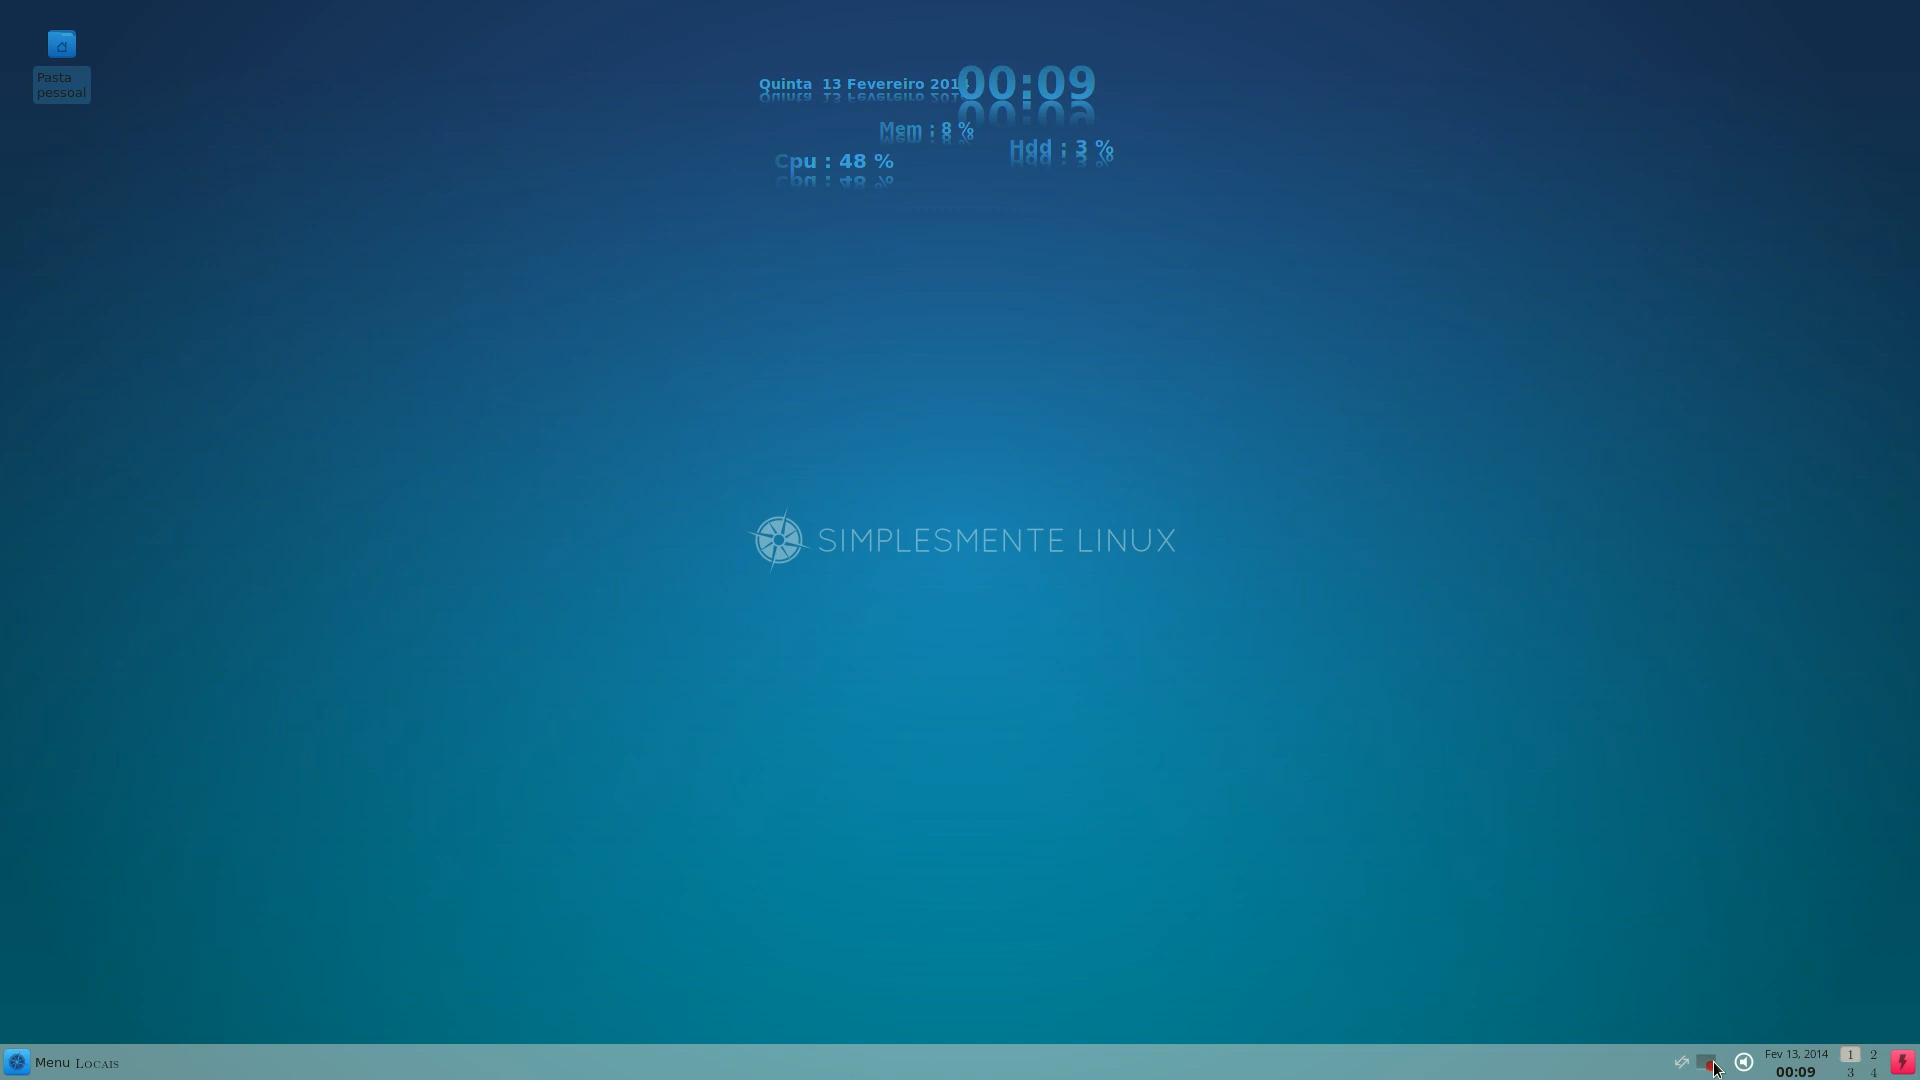 Pasta
pessoal
Quinta 13 Fevereiro 201
00:09
Mem : 8 %
Hdd : 3 %
Cpu : 48 %
SIMPLESMENTE LINUX
Menu Locais
Fev 13, 2014
00:09
1 2
3 4